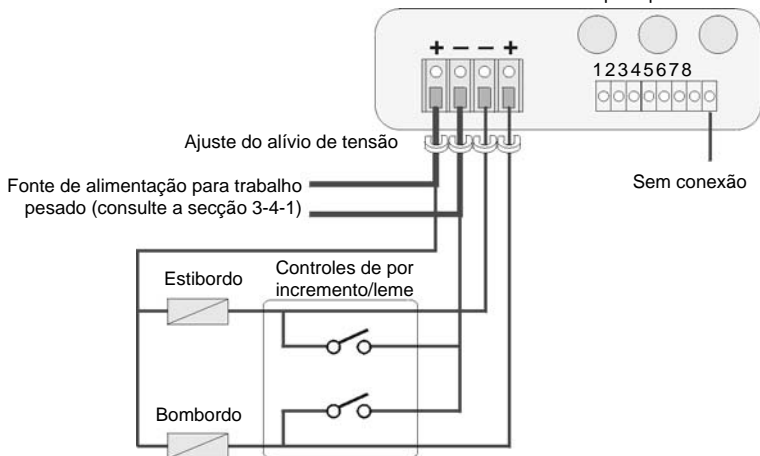 + − − +
12345678
Ajuste do alívio de tensão
Fonte de alimentação para trabalho
pesado (consulte a secção 3-4-1)
Sem conexão
Estibordo
Controles de por
incremento/leme
Bombordo